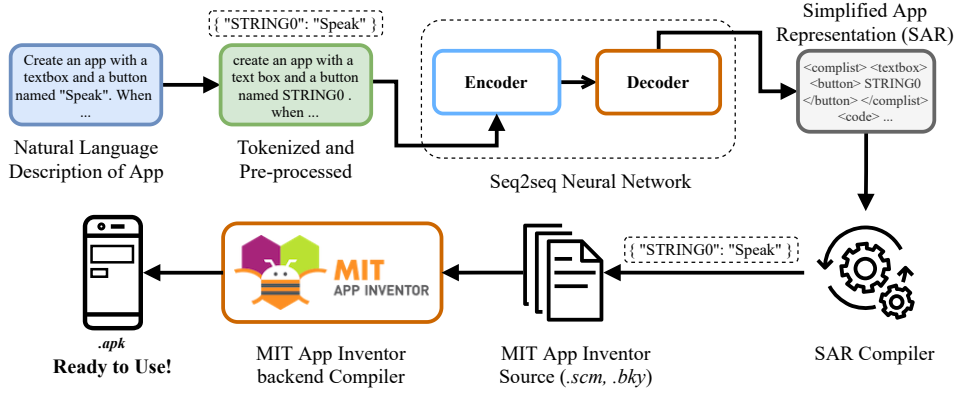 { "STRING0": "Speak" }
Create an app with a
textbox and a button
named "Speak". When
...
create an app with a
text box and a button
named STRING0 .
when ...
Encoder
Decoder
Simplified App
Representation (SAR)
<complist> <textbox>
<button> STRING0
</button> </complist>
<code> ...
Natural Language
Description of App
Tokenized and
Pre-processed
Seq2seq Neural Network
{ "STRING0": "Speak" }
MIT
APP INVENTOR
.apk
Ready to Use!
MIT App Inventor
backend Compiler
MIT App Inventor
Source (.scm, .bky)
SAR Compiler